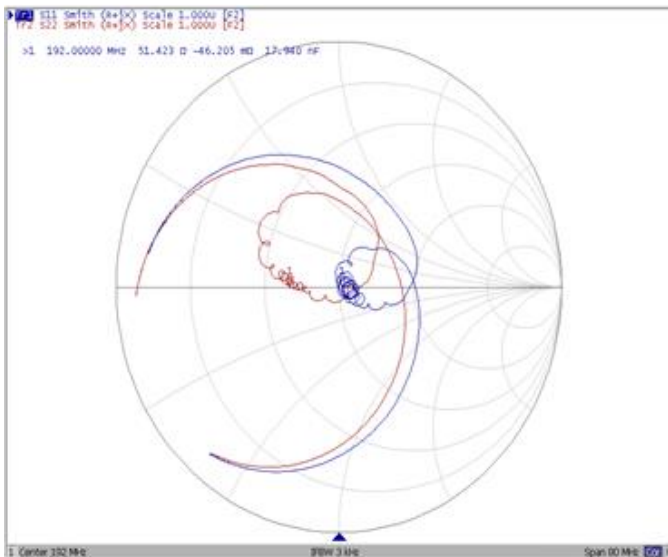 Tr1 S11 Smith (R+jX) Scale 1.000U [F2]
Tr2 S22 Smith (R+jX) Scale 1.000U [F2]
>1 192.00000 MHz 51.423 Ω -46.205 mΩ 17.940 nF
1 Center 192 MHz IFBW 3 kHz Span 80 MHz Cor